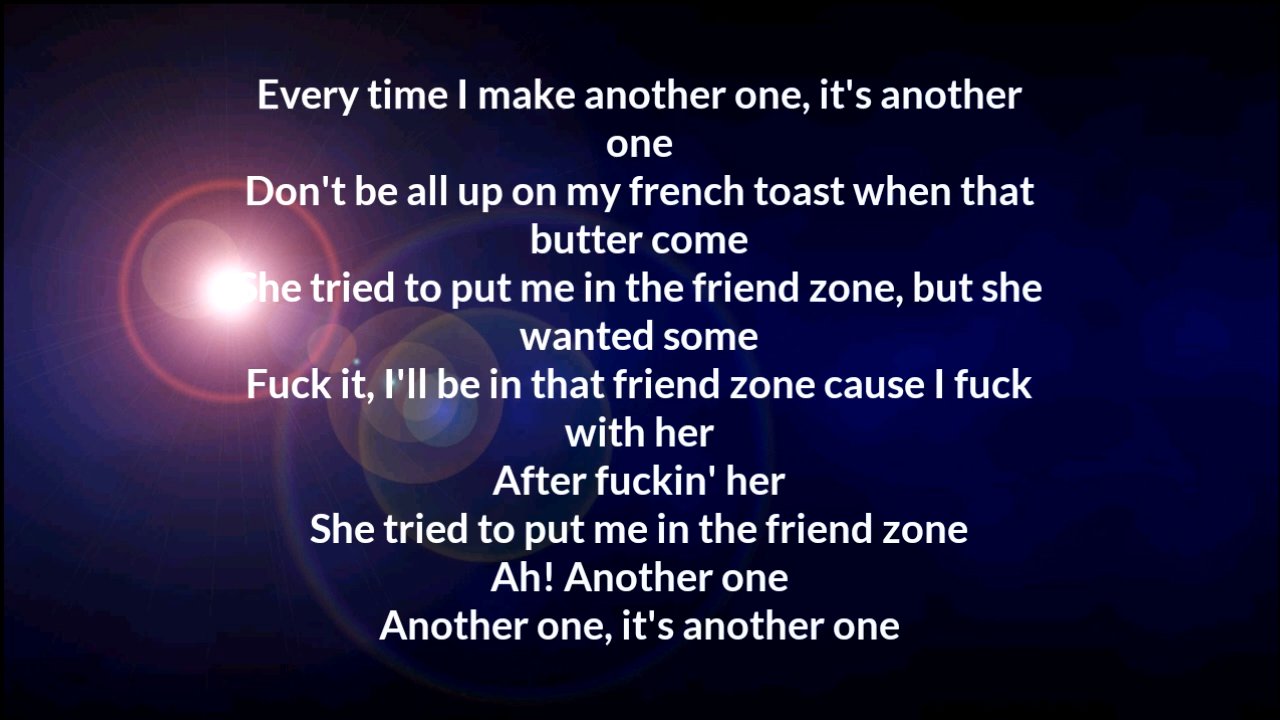 Every time I make another one, it's another
one
Don't be all up on my french toast when that
butter come
She tried to put me in the friend zone, but she
wanted some
Fuck it, I'll be in that friend zone cause I fuck
with her
After fuckin' her
She tried to put me in the friend zone
Ah! Another one
Another one, it's another one